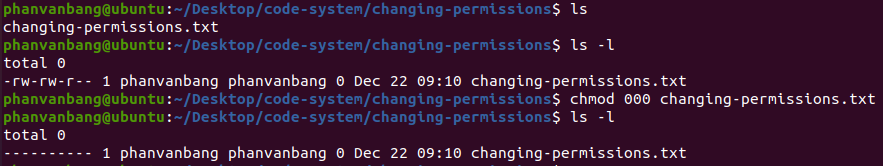 phanvanbang@ubuntu:~/Desktop/code-system/changing-permissions$ ls
changing-permissions.txt
phanvanbang@ubuntu:~/Desktop/code-system/changing-permissions$ ls -l
total 0
-rw-rw-r-- 1 phanvanbang phanvanbang 0 Dec 22 09:10 changing-permissions.txt
phanvanbang@ubuntu:~/Desktop/code-system/changing-permissions$ chmod 000 changing-permissions.txt
phanvanbang@ubuntu:~/Desktop/code-system/changing-permissions$ ls -l
total 0
---------- 1 phanvanbang phanvanbang 0 Dec 22 09:10 changing-permissions.txt